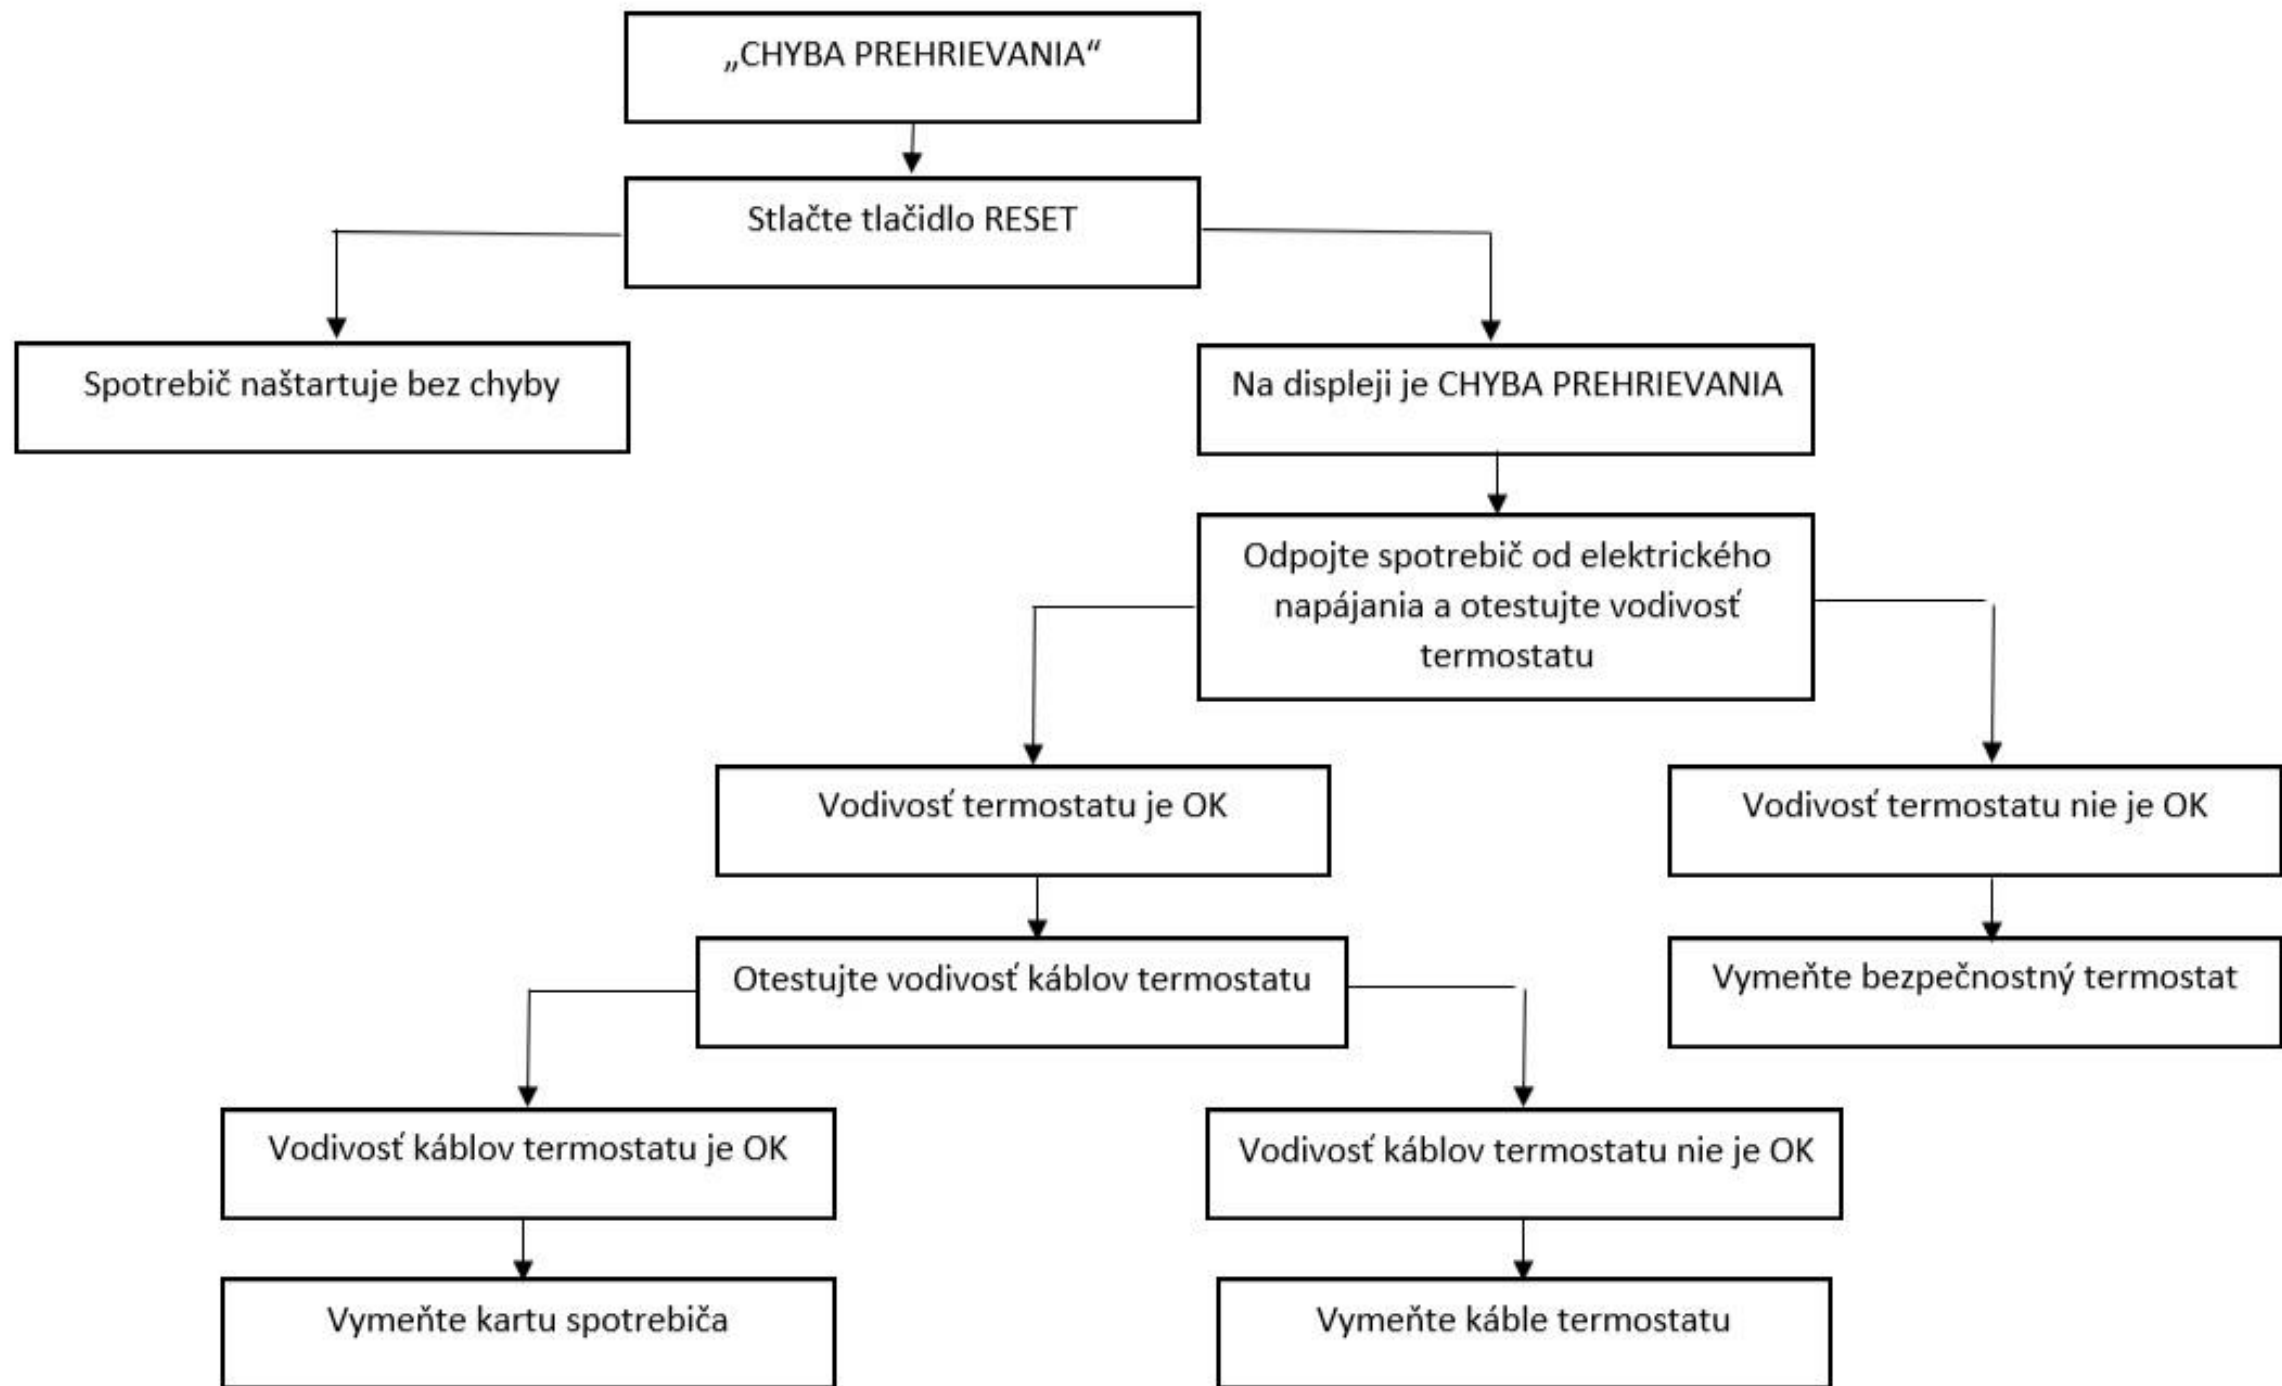 „CHYBA PREHRIEVANIA“
Stlačte tlačidlo RESET
Spotrebič naštartuje bez chyby
Na displeji je CHYBA PREHRIEVANIA
Odpojte spotrebič od elektrického
napájania a otestujte vodivosť
termostatu
Vodivosť termostatu je OK
Vodivosť termostatu nie je OK
Otestujte vodivosť káblov termostatu
Vymeňte bezpečnostný termostat
Vodivosť káblov termostatu je OK
Vodivosť káblov termostatu nie je OK
Vymeňte kartu spotrebiča
Vymeňte káble termostatu